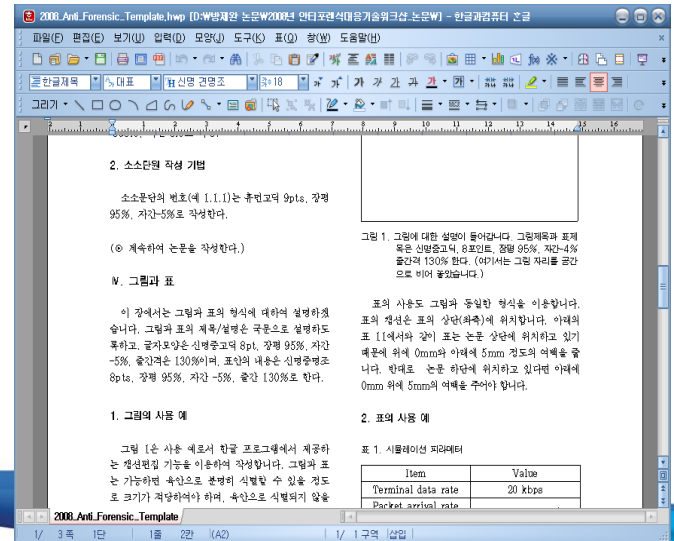 2008_Anti_Forensic_Template.hwp [D:₩방제완 논문₩2008년 안티포렌식대응기술워크샵_논문₩] - 한글과컴퓨터 한글
파일(F) 편집(E) 보기(U) 입력(D) 모양(J) 도구(K) 표(Q) 창(W) 도움말(H)
한글제목 대표 신명 견명조 18 가 가 가 과 가 가
그리기
1 1 2 3 4 5 6 7 9 10 11 12 13 14 15 16
2. 소소단원 작성 기법
소소문단의 번호(예 1.1.1)는 휴먼고딕 9pts, 장평
95%, 자간-5%로 작성한다.
(⊙ 계속하여 논문을 작성한다.)
Ⅳ. 그림과 표
이 장에서는 그림과 표의 형식에 대하여 설명하겠
습니다. 그림과 표의 제목/설명은 국문으로 설명하도
록하고, 글자모양은 신명중고딕 8pt, 장평 95%, 자간
-5%, 줄간격은 130%이며, 표안의 내용은 신명중명조
8pts, 장평 95%, 자간 -5%, 줄간 130%로 한다.
1. 그림의 사용 예
그림 1은 사용 예로서 한글 프로그램에서 제공하
는 캡션편집 기능을 이용하여 작성합니다. 그림과 표
는 가능하면 육안으로 분명히 식별할 수 있을 정도
로 크기가 적당하여야 하며, 육안으로 식별되지 않을
그림 1. 그림에 대한 설명이 들어갑니다. 그림제목과 표제
목은 신명중고딕, 8포인트, 장평 95%, 자간-4%
줄간격 130% 한다. (여기서는 그림 자리를 공간
으로 비어 놓았습니다.)
표의 사용도 그림과 동일한 형식을 이용합니다.
표의 캡션은 표의 상단(좌측)에 위치합니다. 아래의
표 1에서와 같이 표는 논문 상단에 위치하고 있기
때문에 위에 0mm와 아래에 5mm 정도의 여백을 줍
니다. 반대로 논문 하단에 위치하고 있다면 아래에
0mm 위에 5mm의 여백을 주어야 합니다.
2. 표의 사용 예
표 1. 시뮬레이션 파라메터
Item Value
Terminal data rate 20 kbps
Packet arrival rate
2008_Anti_Forensic_Template
1/ 3쪽 1단 1줄 2칸 (A2) 1/ 1구역 삽입